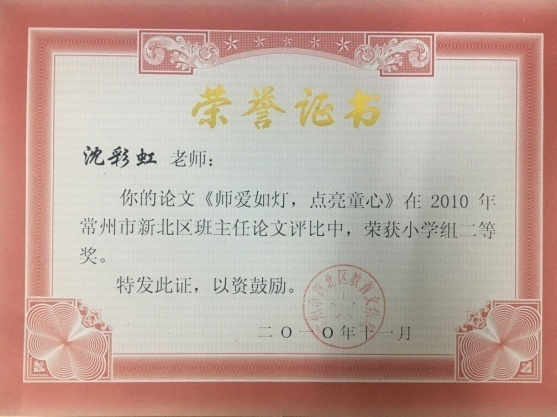 荣誉证书
沈彩虹 老师：
你的论文《师爱如灯，点亮童心》在 2010 年
常州市新北区班主任论文评比中，荣获小学组二等
奖。
特发此证，以资鼓励。
二〇一〇年十一月